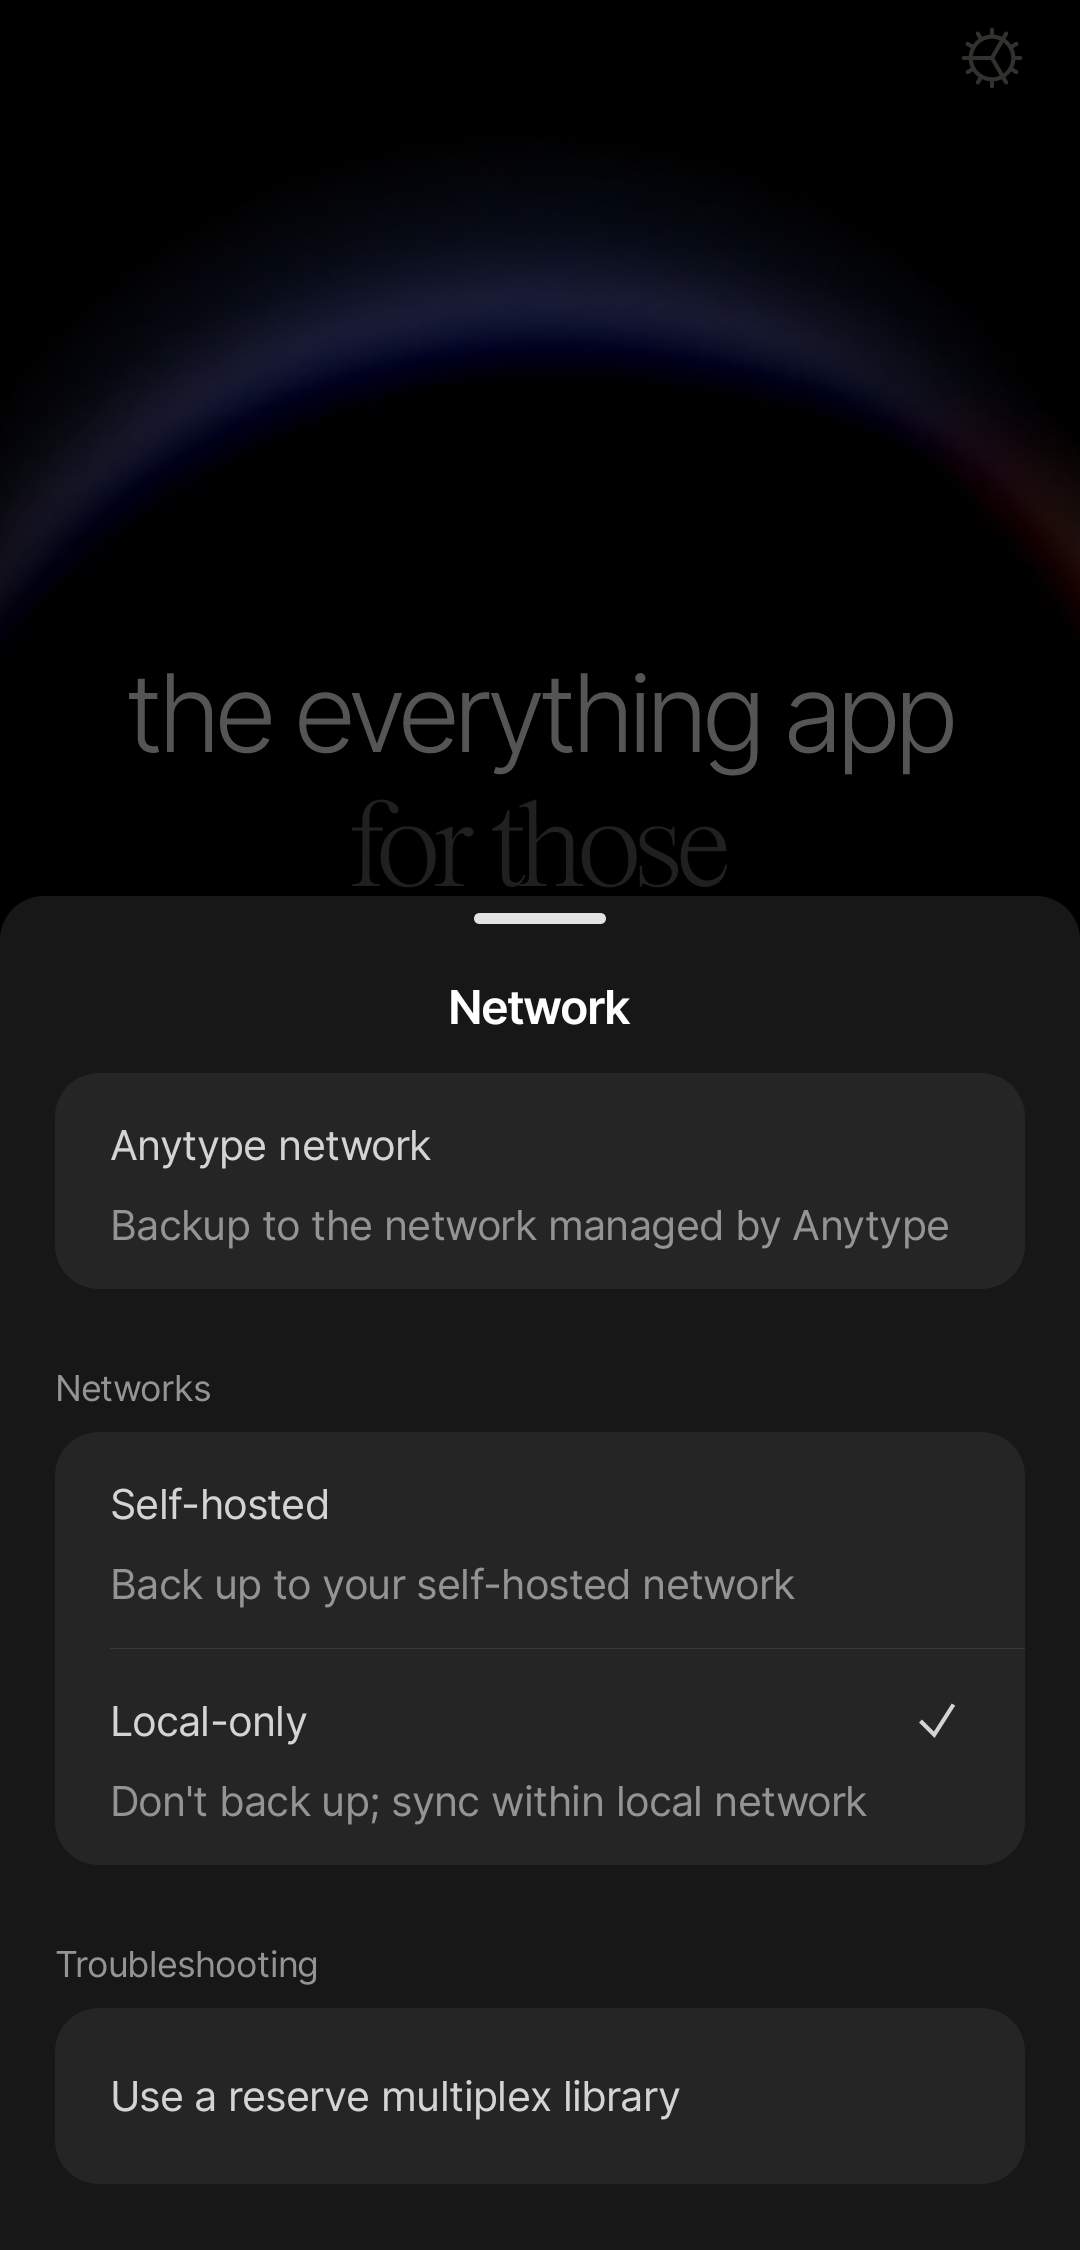 the everything app
for those
Network
Anytype network
Backup to the network managed by Anytype
Networks
Self-hosted
Back up to your self-hosted network
Local-only
Don't back up; sync within local network
Troubleshooting
Use a reserve multiplex library